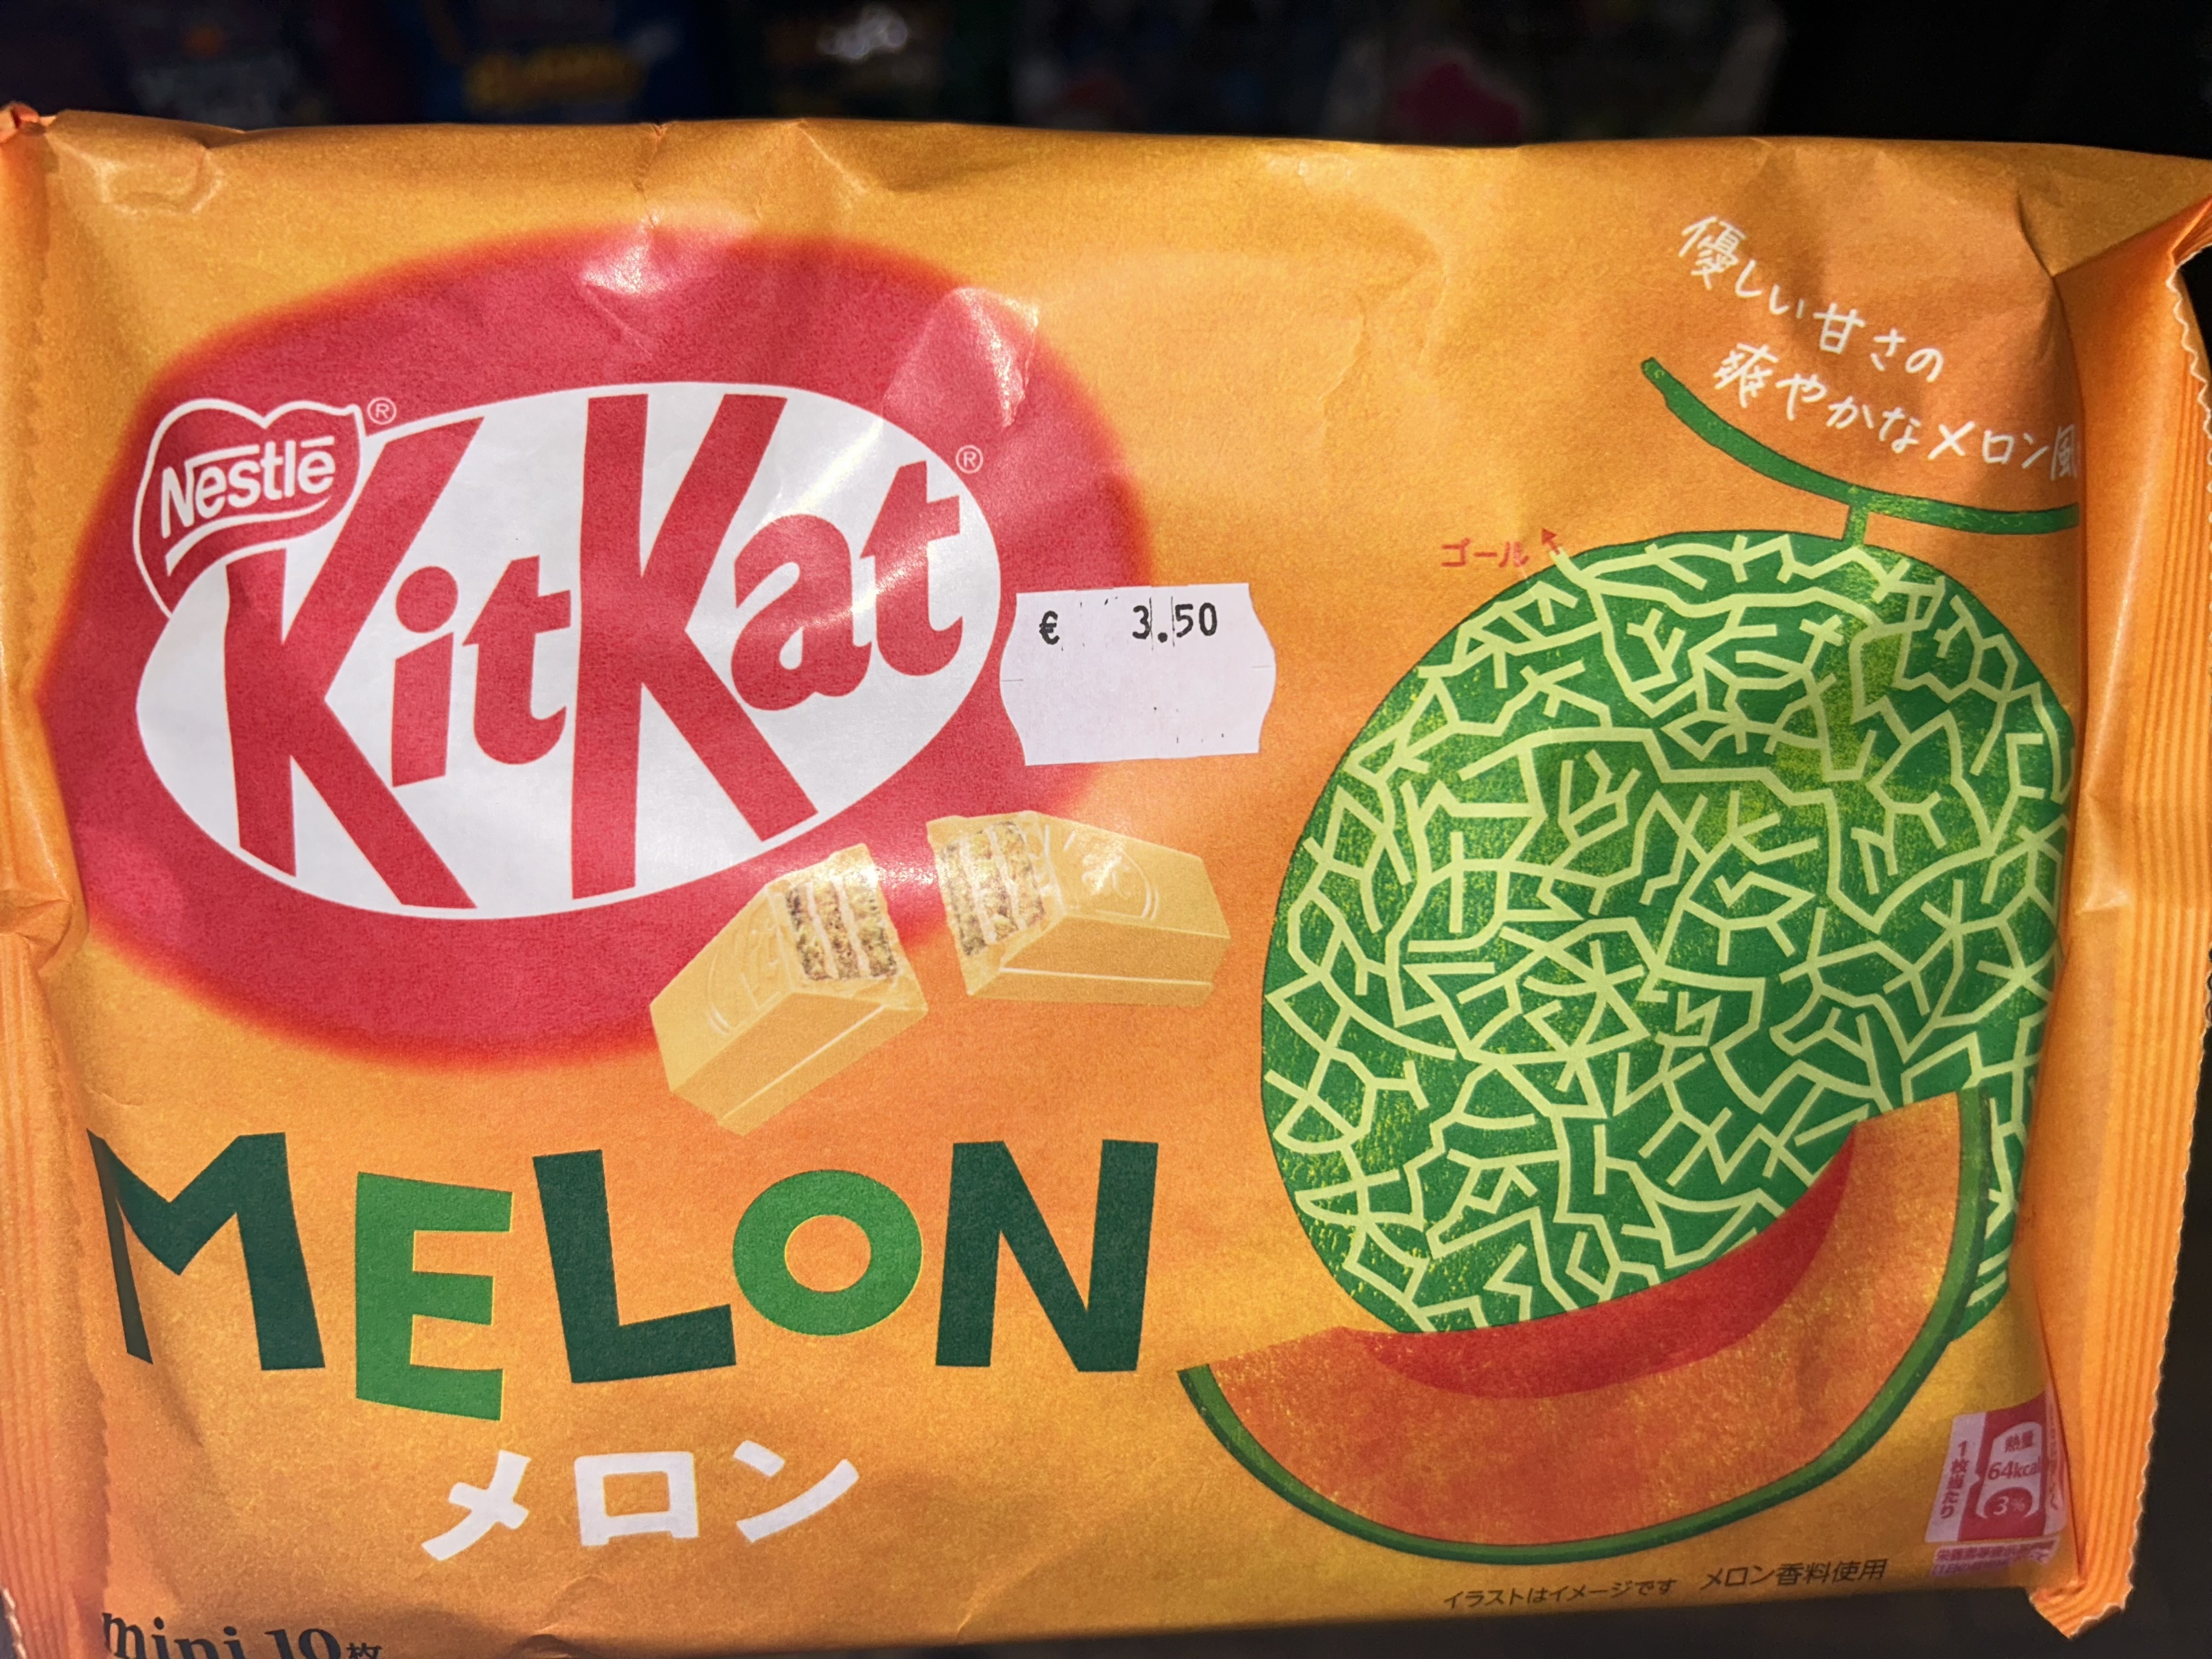 優しい甘さの
爽やかなメロン風
Nestlē®
KitKat®
ゴール
€ 3.50
MELON
メロン
1枚当たり
熱量
64kcal
3%
イラストはイメージです メロン香料使用
mini 10枚